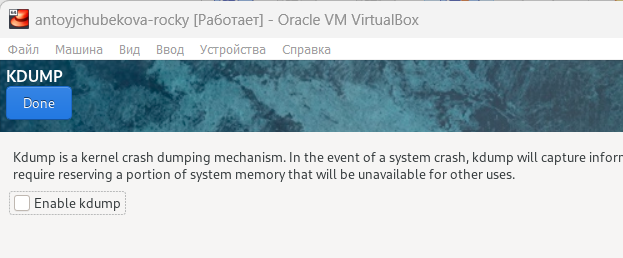 antoyjchubekova-rocky [Работает] - Oracle VM VirtualBox
Файл Машина Вид Ввод Устройства Справка
KDUMP
Done
Kdump is a kernel crash dumping mechanism. In the event of a system crash, kdump will capture inforr
require reserving a portion of system memory that will be unavailable for other uses.
Enable kdump